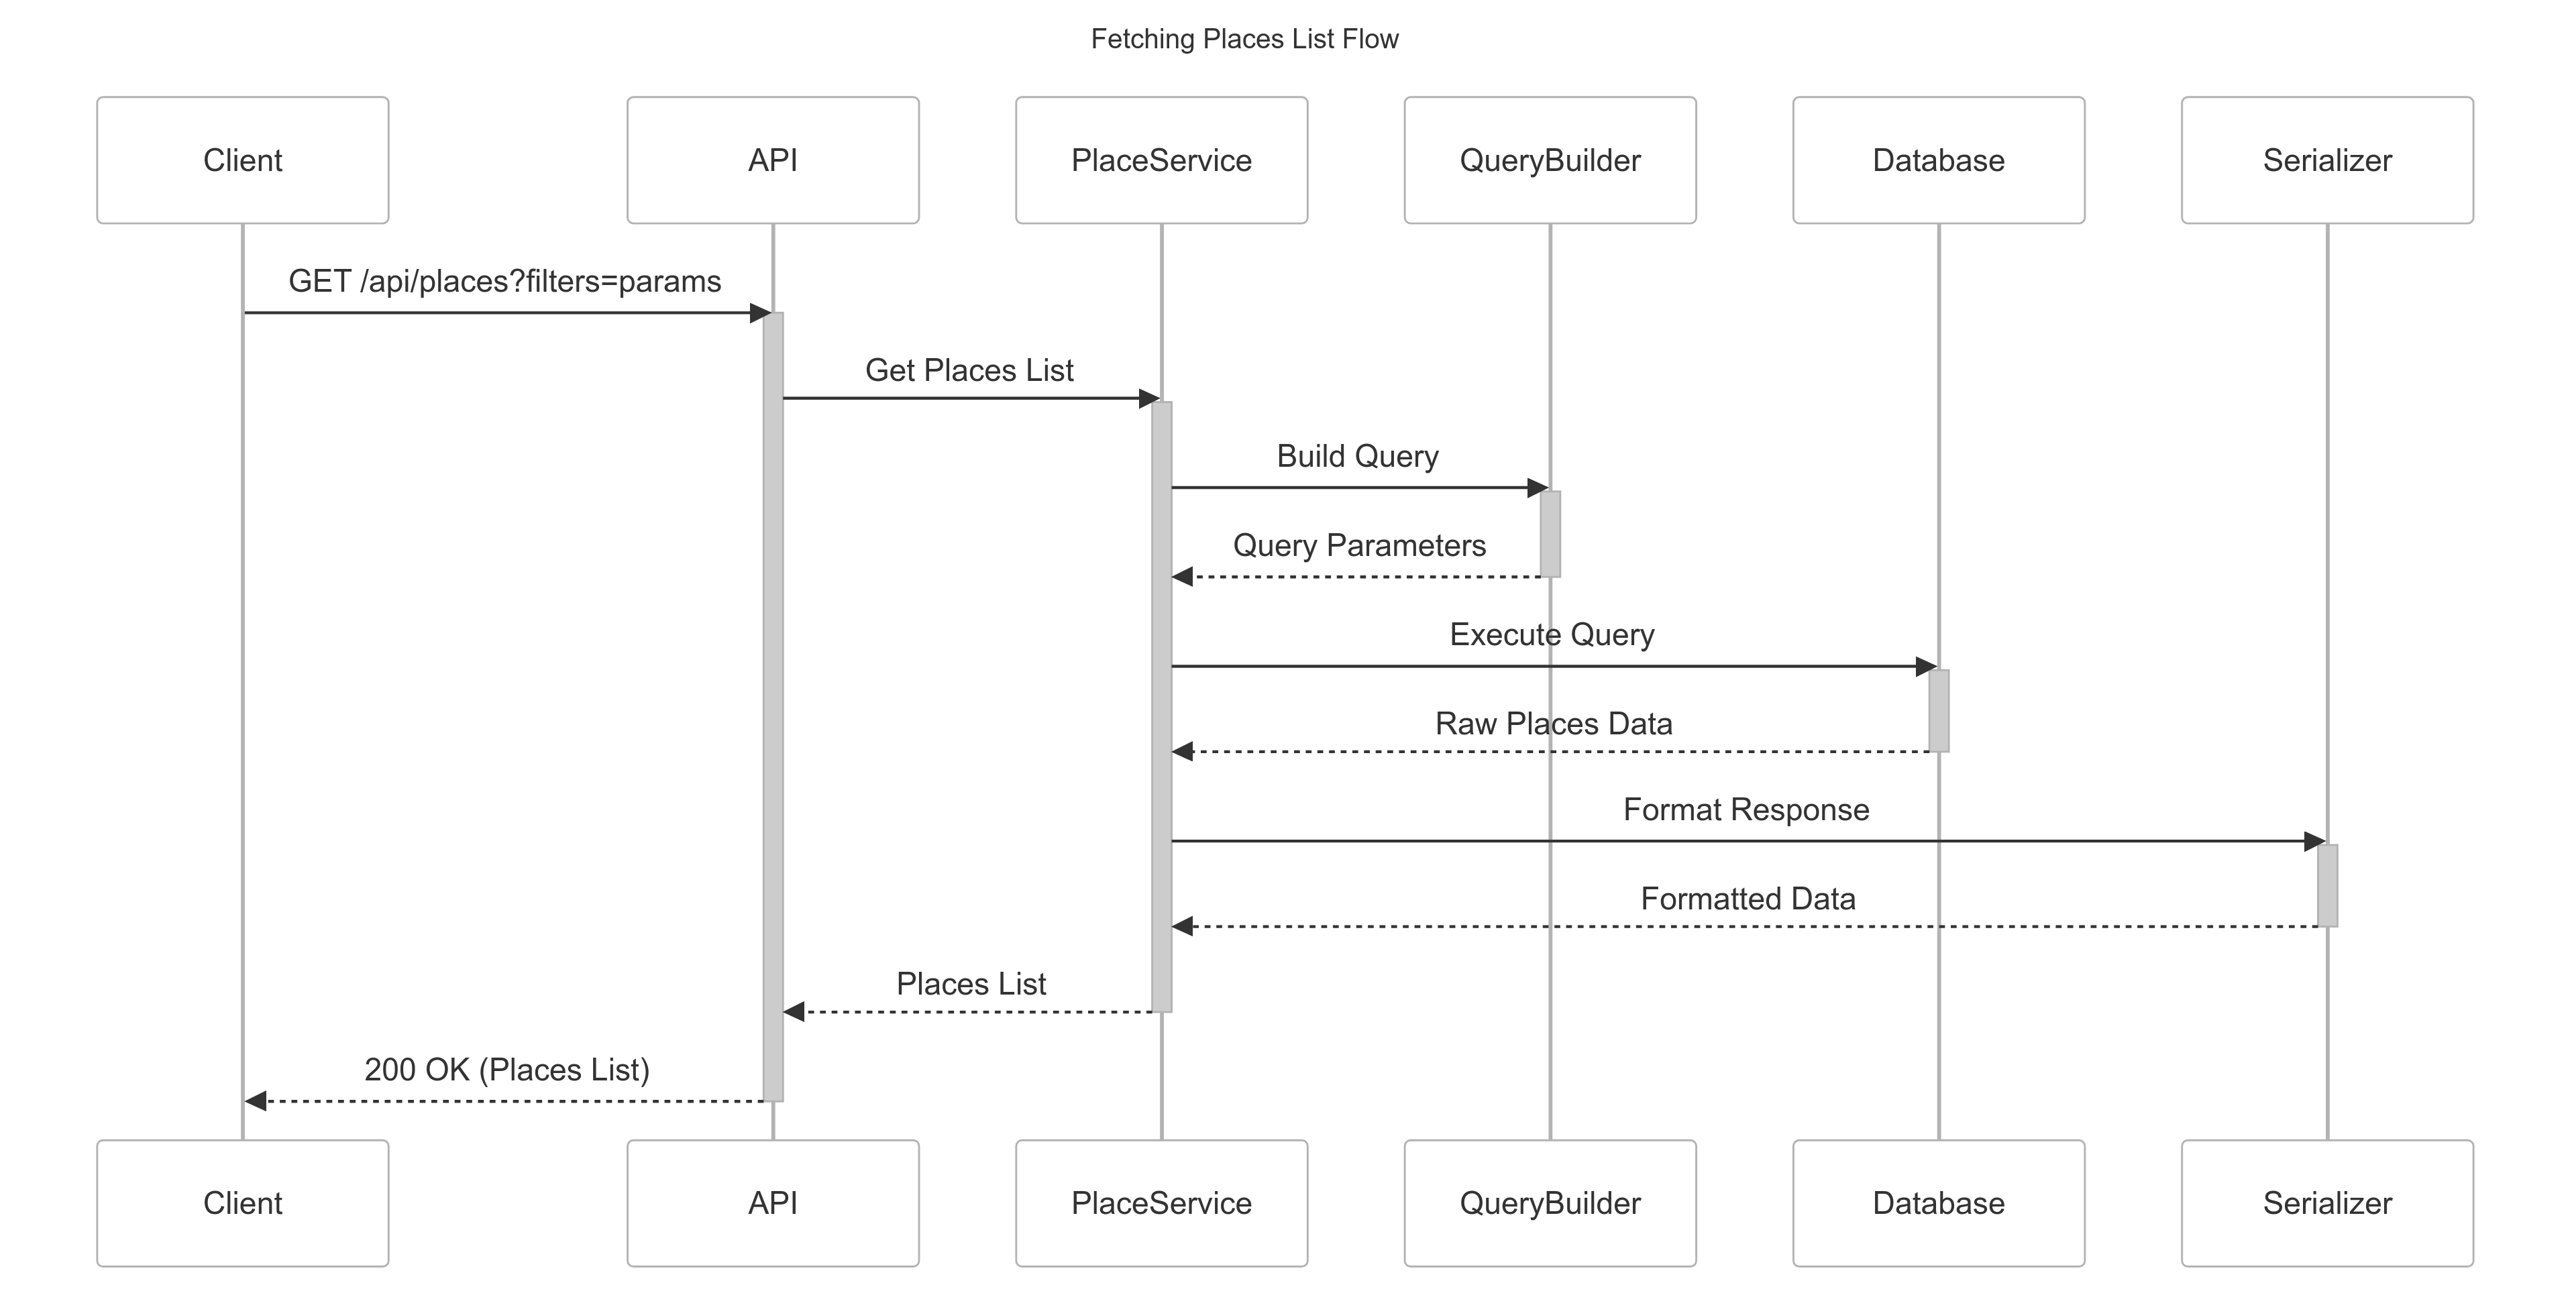 Fetching Places List Flow
Client
API
PlaceService
QueryBuilder
Database
Serializer
GET /api/places?filters=params
Get Places List
Build Query
Query Parameters
Execute Query
Raw Places Data
Format Response
Formatted Data
Places List
200 OK (Places List)
Client
API
PlaceService
QueryBuilder
Database
Serializer